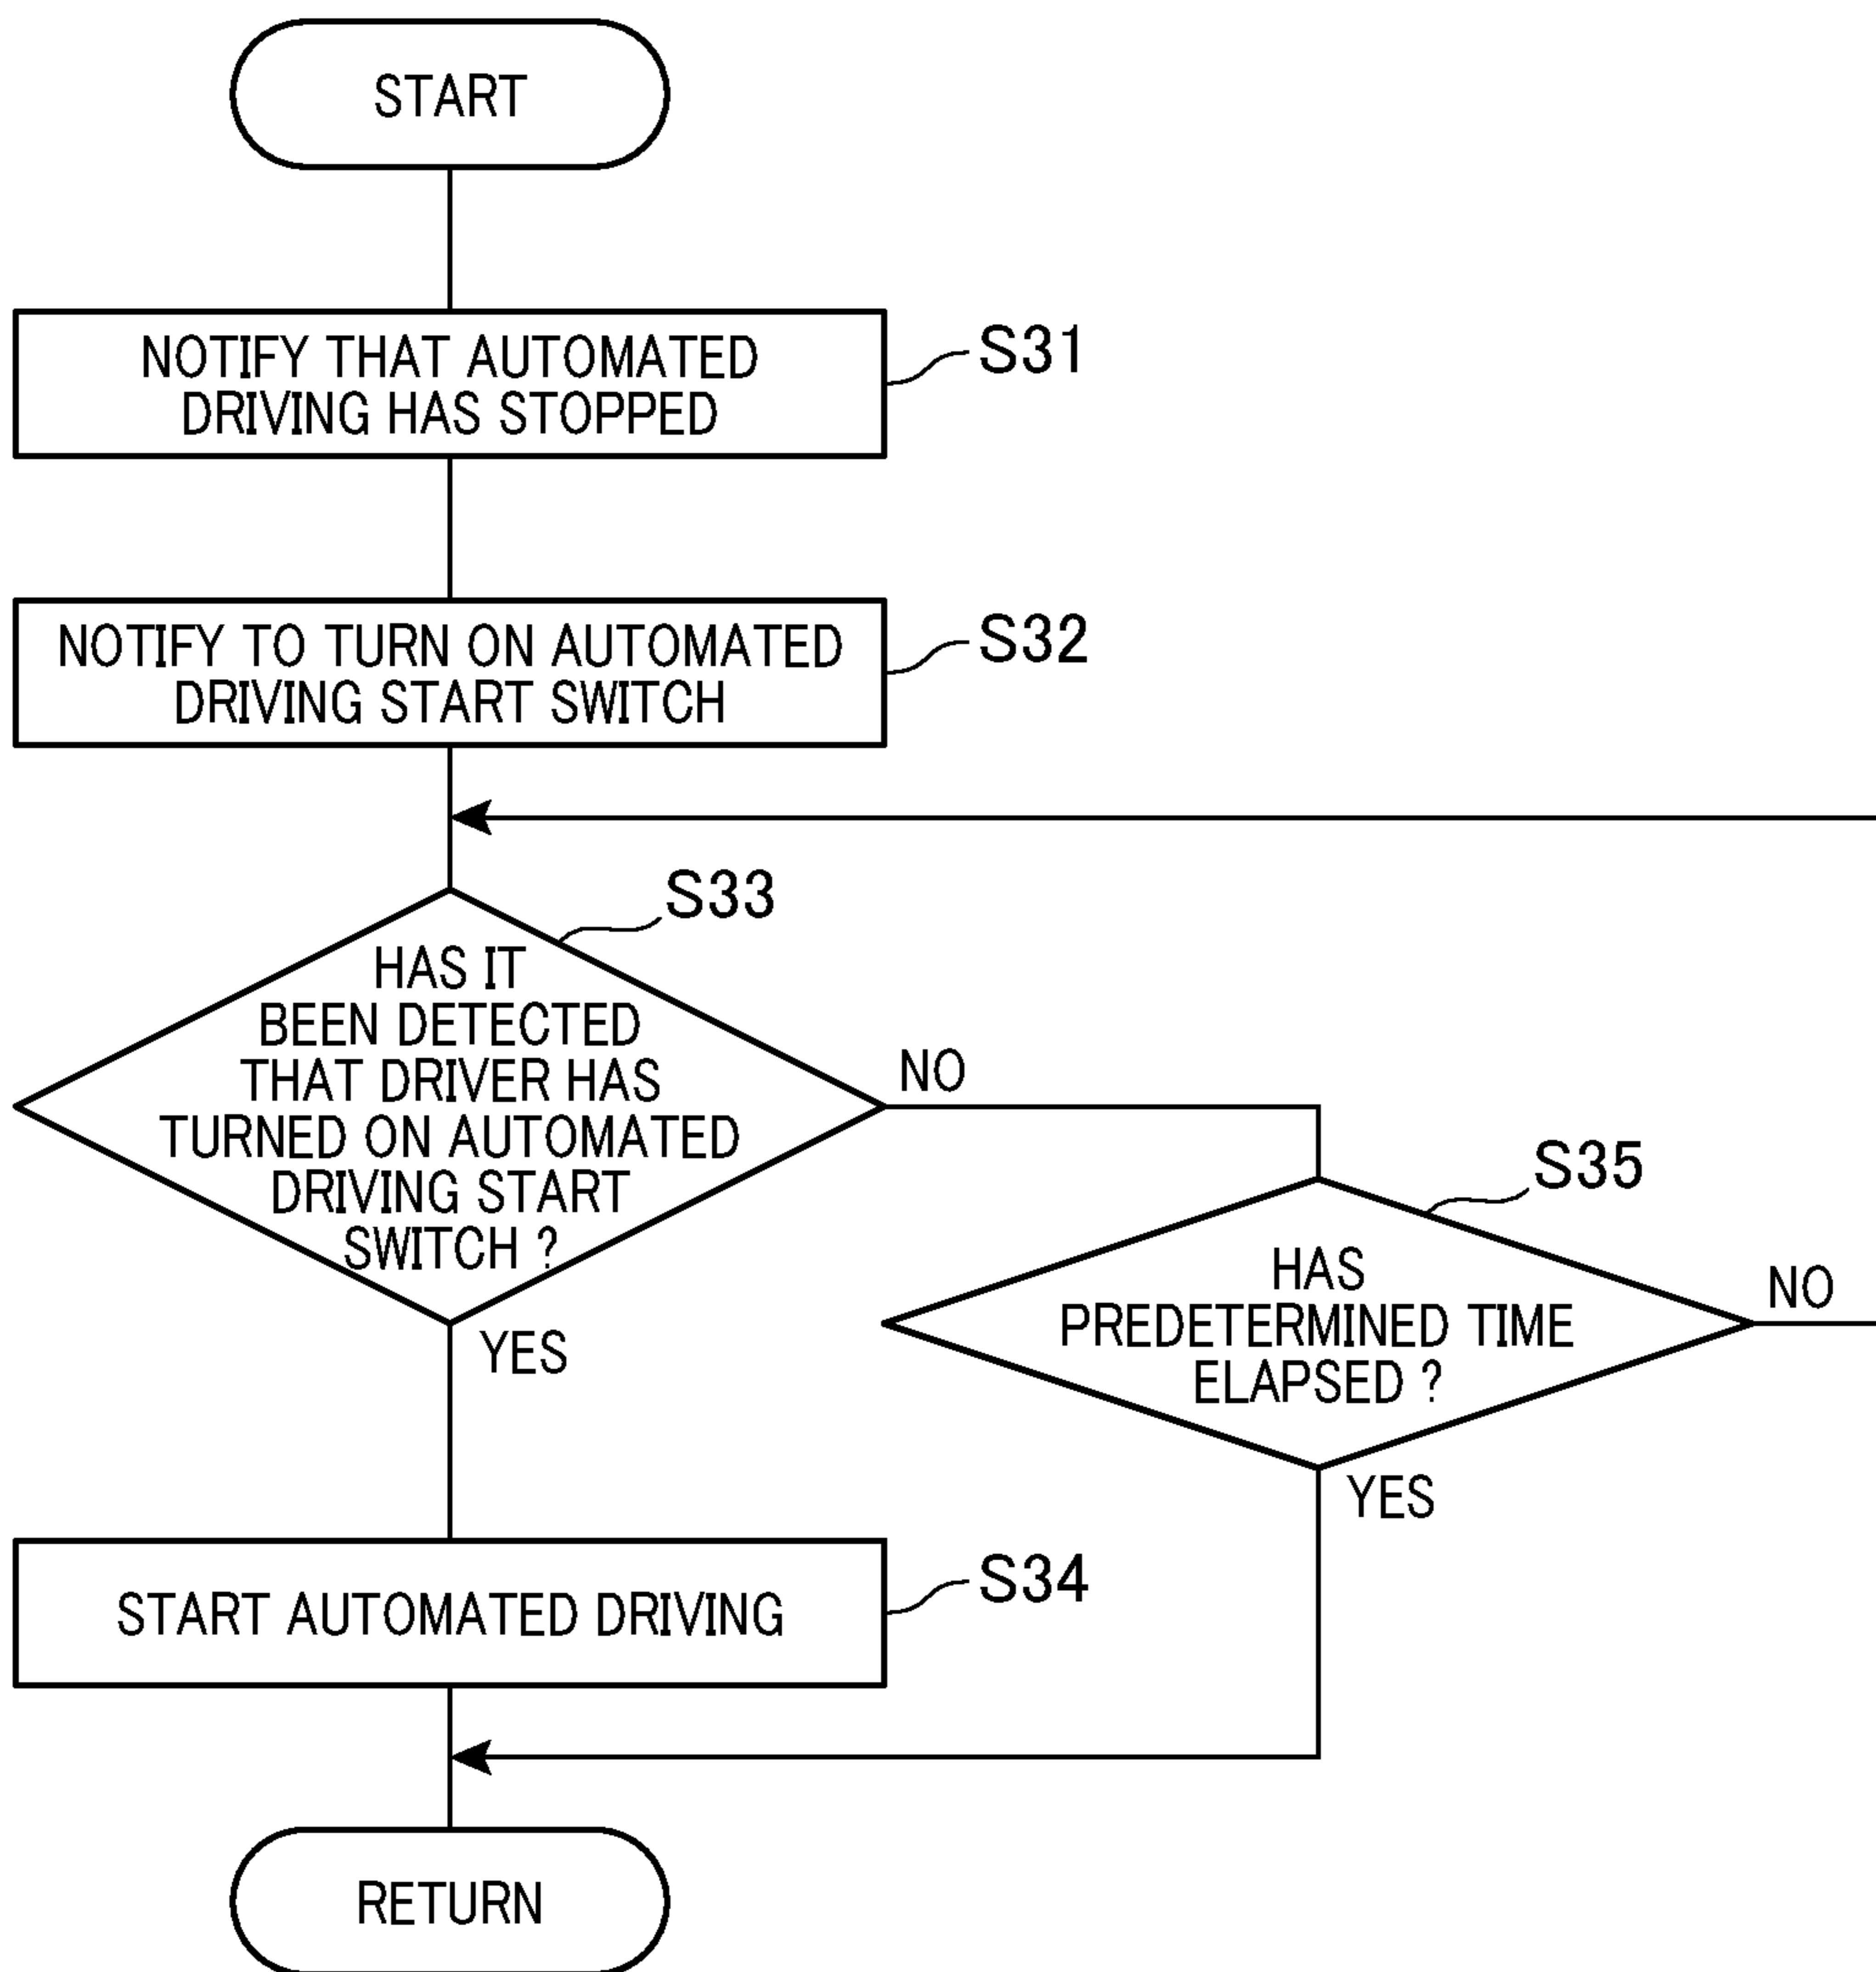 START
NOTIFY THAT AUTOMATED
DRIVING HAS STOPPED
S31
NOTIFY TO TURN ON AUTOMATED
DRIVING START SWITCH
S32
S33
HAS IT
BEEN DETECTED
THAT DRIVER HAS
TURNED ON AUTOMATED
DRIVING START
SWITCH ?
NO
YES
S35
HAS
PREDETERMINED TIME
ELAPSED ?
NO
YES
START AUTOMATED DRIVING
S34
RETURN